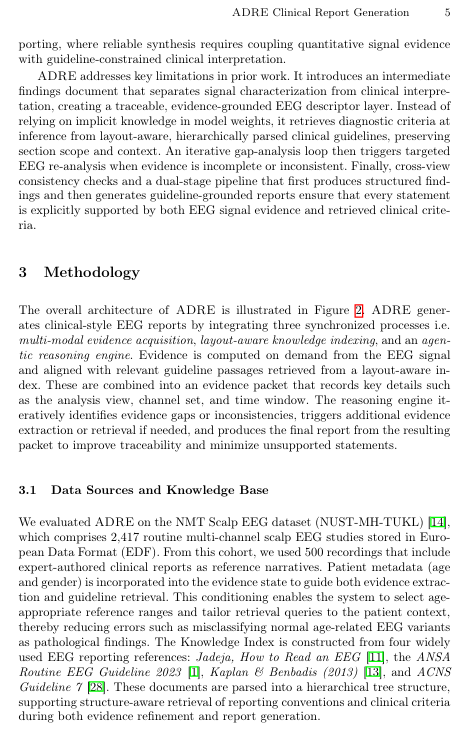 ADRE Clinical Report Generation 5
porting, where reliable synthesis requires coupling quantitative signal evidence
with guideline-constrained clinical interpretation.
ADRE addresses key limitations in prior work. It introduces an intermediate
findings document that separates signal characterization from clinical interpre-
tation, creating a traceable, evidence-grounded EEG descriptor layer. Instead of
relying on implicit knowledge in model weights, it retrieves diagnostic criteria at
inference from layout-aware, hierarchically parsed clinical guidelines, preserving
section scope and context. An iterative gap-analysis loop then triggers targeted
EEG re-analysis when evidence is incomplete or inconsistent. Finally, cross-view
consistency checks and a dual-stage pipeline that first produces structured find-
ings and then generates guideline-grounded reports ensure that every statement
is explicitly supported by both EEG signal evidence and retrieved clinical crite-
ria.
3 Methodology
The overall architecture of ADRE is illustrated in Figure 2. ADRE gener-
ates clinical-style EEG reports by integrating three synchronized processes i.e.
multi-modal evidence acquisition, layout-aware knowledge indexing, and an agen-
tic reasoning engine. Evidence is computed on demand from the EEG signal
and aligned with relevant guideline passages retrieved from a layout-aware in-
dex. These are combined into an evidence packet that records key details such
as the analysis view, channel set, and time window. The reasoning engine it-
eratively identifies evidence gaps or inconsistencies, triggers additional evidence
extraction or retrieval if needed, and produces the final report from the resulting
packet to improve traceability and minimize unsupported statements.
3.1 Data Sources and Knowledge Base
We evaluated ADRE on the NMT Scalp EEG dataset (NUST-MH-TUKL) [14],
which comprises 2,417 routine multi-channel scalp EEG studies stored in Euro-
pean Data Format (EDF). From this cohort, we used 500 recordings that include
expert-authored clinical reports as reference narratives. Patient metadata (age
and gender) is incorporated into the evidence state to guide both evidence extrac-
tion and guideline retrieval. This conditioning enables the system to select age-
appropriate reference ranges and tailor retrieval queries to the patient context,
thereby reducing errors such as misclassifying normal age-related EEG variants
as pathological findings. The Knowledge Index is constructed from four widely
used EEG reporting references: Jadeja, How to Read an EEG [11], the ANSA
Routine EEG Guideline 2023 [1], Kaplan & Benbadis (2013) [13], and ACNS
Guideline 7 [28]. These documents are parsed into a hierarchical tree structure,
supporting structure-aware retrieval of reporting conventions and clinical criteria
during both evidence refinement and report generation.